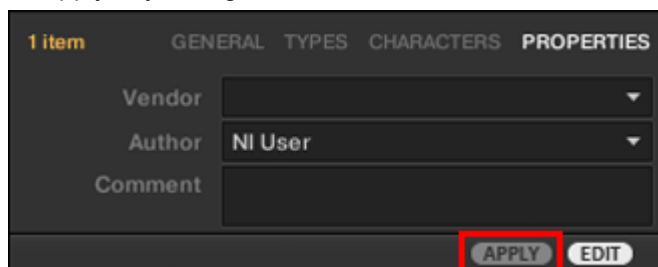 1 item GENERAL TYPES CHARACTERS PROPERTIES
Vendor
Author NI User
Comment
APPLY EDIT